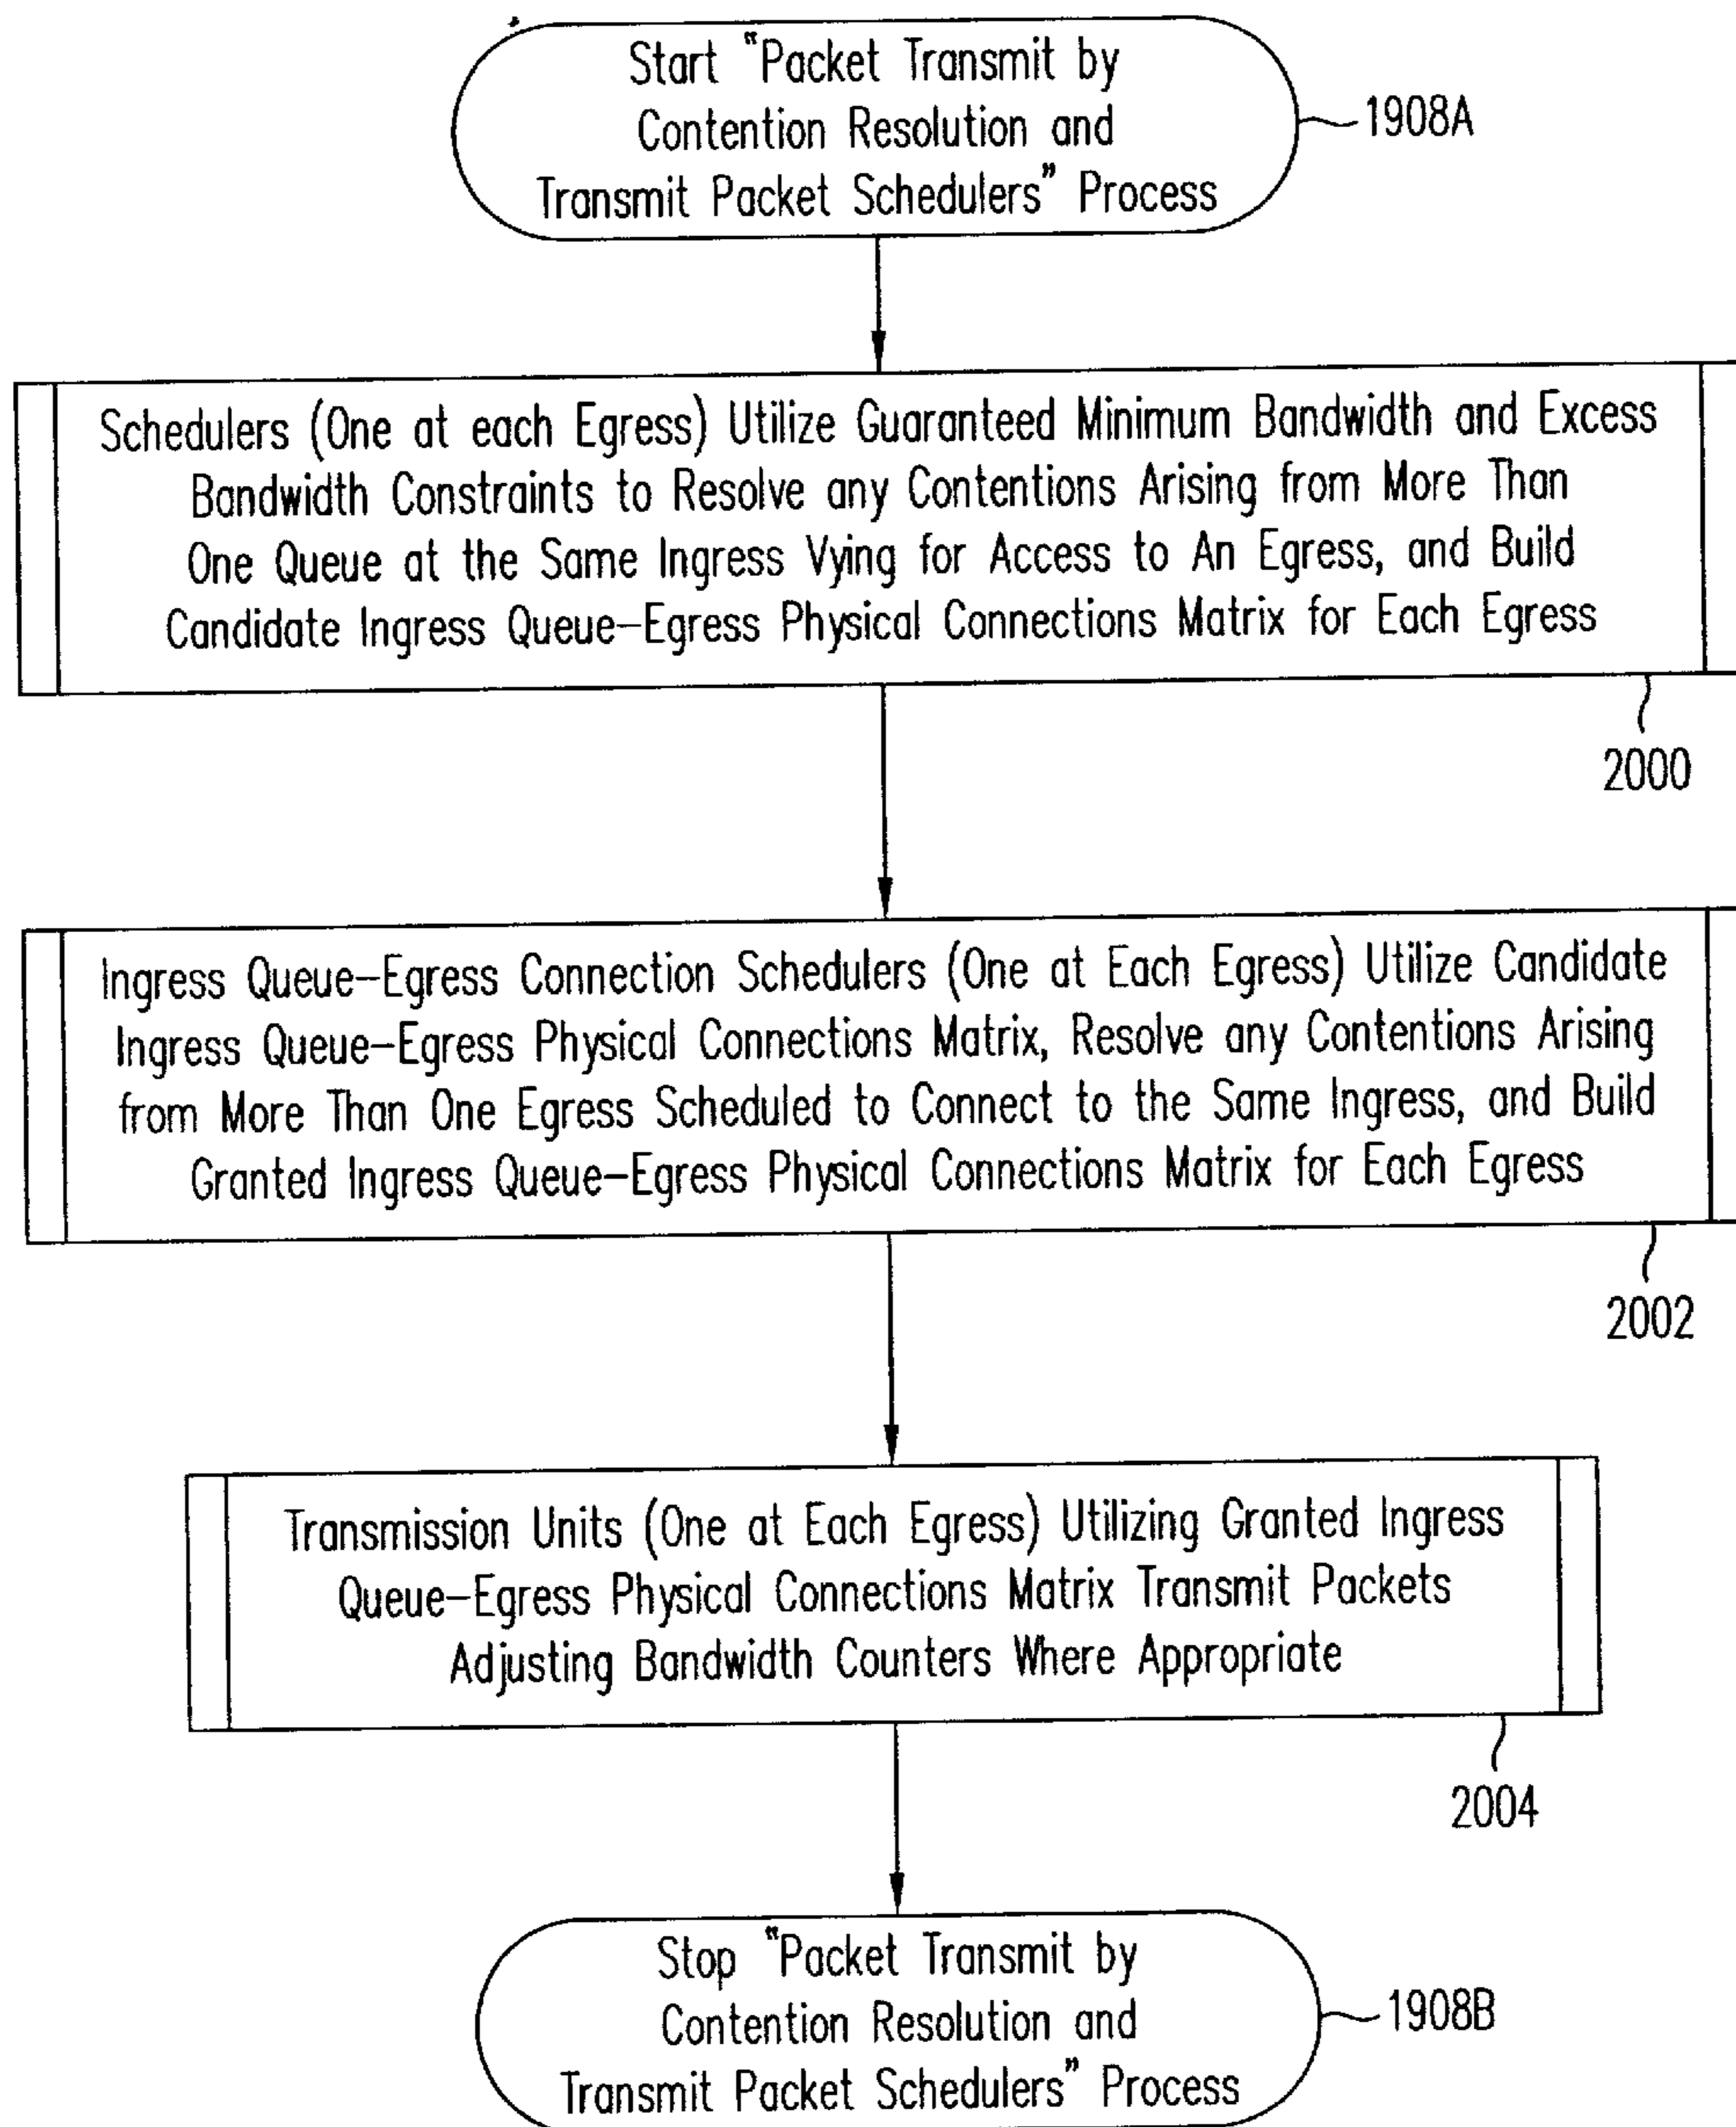 Start "Packet Transmit by
Contention Resolution and
Transmit Packet Schedulers" Process
1908A
Schedulers (One at each Egress) Utilize Guaranteed Minimum Bandwidth and Excess
Bandwidth Constraints to Resolve any Contentions Arising from More Than
One Queue at the Same Ingress Vying for Access to An Egress, and Build
Candidate Ingress Queue-Egress Physical Connections Matrix for Each Egress
2000
Ingress Queue-Egress Connection Schedulers (One at Each Egress) Utilize Candidate
Ingress Queue-Egress Physical Connections Matrix, Resolve any Contentions Arising
from More Than One Egress Scheduled to Connect to the Same Ingress, and Build
Granted Ingress Queue-Egress Physical Connections Matrix for Each Egress
2002
Transmission Units (One at Each Egress) Utilizing Granted Ingress
Queue-Egress Physical Connections Matrix Transmit Packets
Adjusting Bandwidth Counters Where Appropriate
2004
Stop "Packet Transmit by
Contention Resolution and
Transmit Packet Schedulers" Process
1908B